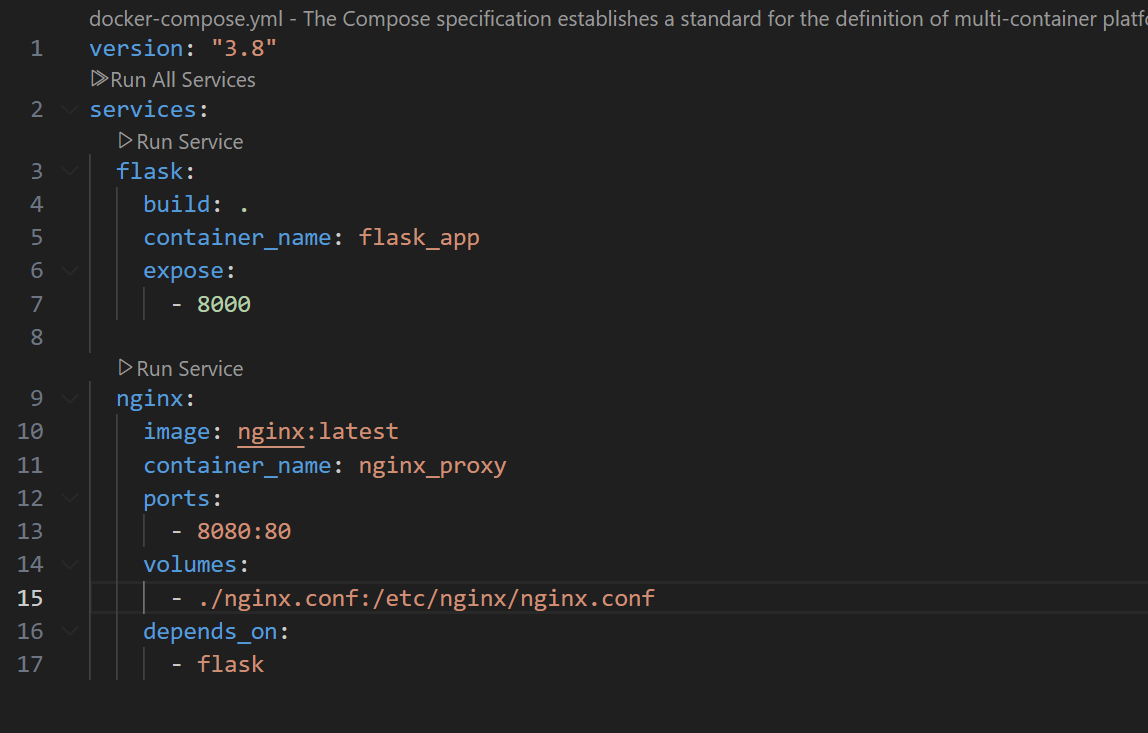 docker-compose.yml - The Compose specification establishes a standard for the definition of multi-container
1 version: "3.8"
Run All Services
2 services:
Run Service
3 flask:
4 build: .
5 container_name: flask_app
6 expose:
7 - 8000
8
Run Service
9 nginx:
10 image: nginx:latest
11 container_name: nginx_proxy
12 ports:
13 - 8080:80
14 volumes:
15 - ./nginx.conf:/etc/nginx/nginx.conf
16 depends_on:
17 - flask